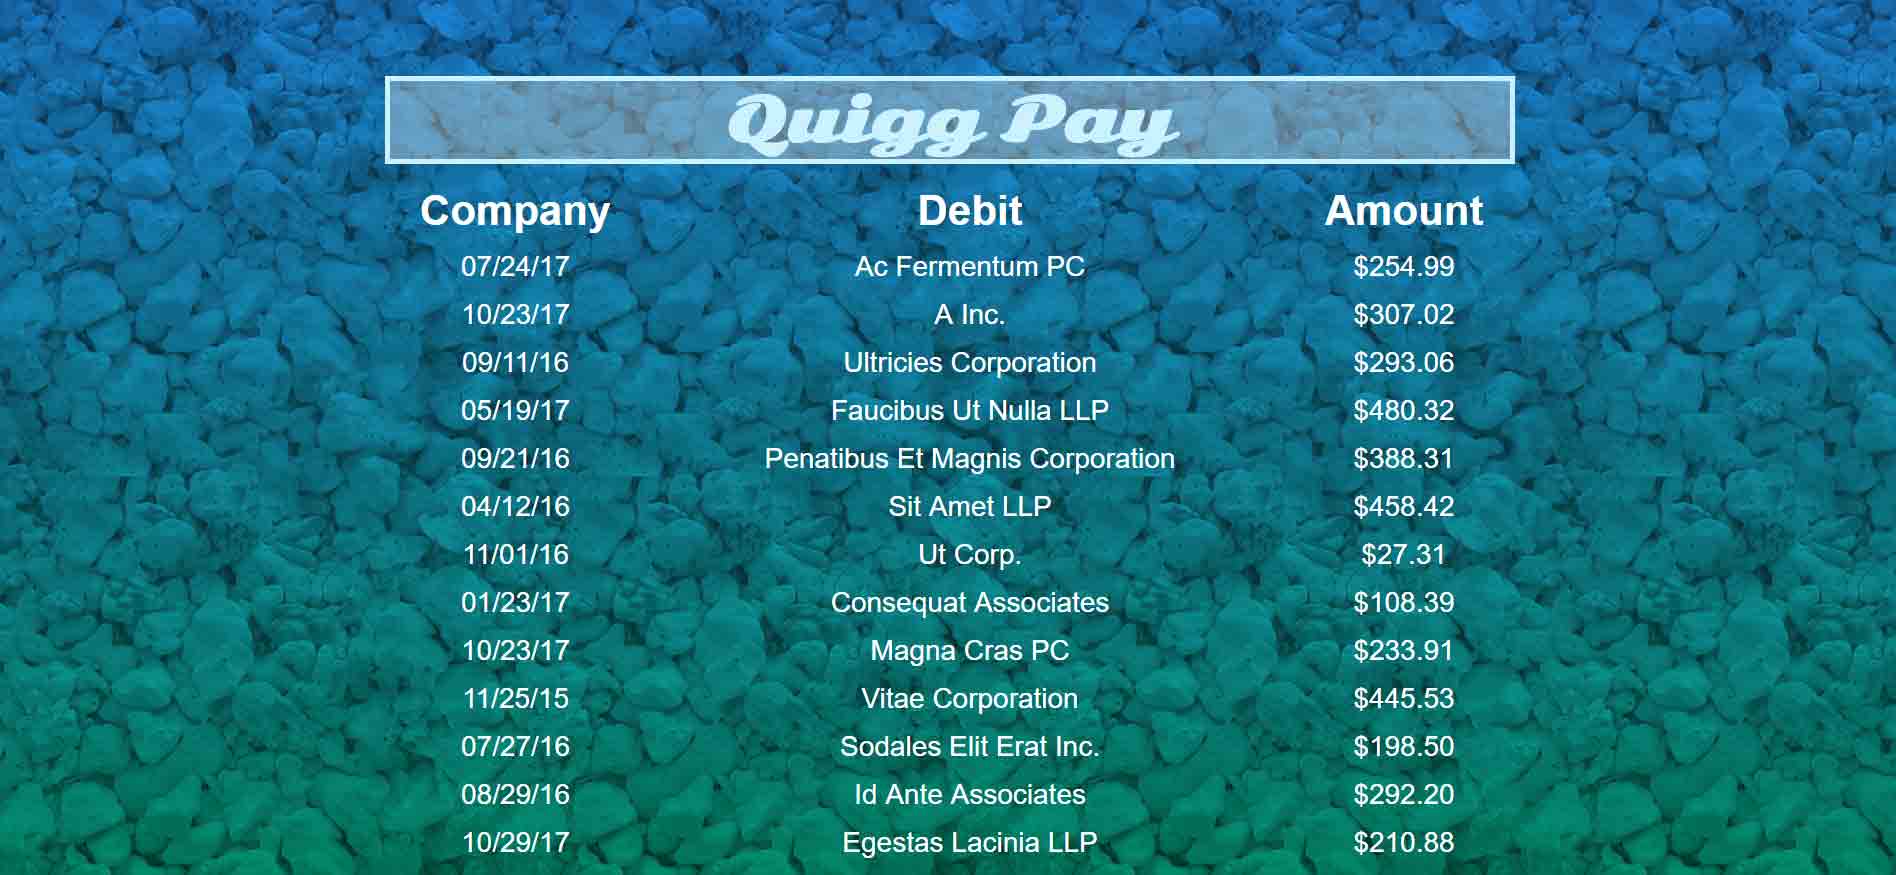 Quigg Pay
Company Debit Amount
07/24/17 Ac Fermentum PC $254.99
10/23/17 A Inc. $307.02
09/11/16 Ultricies Corporation $293.06
05/19/17 Faucibus Ut Nulla LLP $480.32
09/21/16 Penatibus Et Magnis Corporation $388.31
04/12/16 Sit Amet LLP $458.42
11/01/16 Ut Corp. $27.31
01/23/17 Consequat Associates $108.39
10/23/17 Magna Cras PC $233.91
11/25/15 Vitae Corporation $445.53
07/27/16 Sodales Elit Erat Inc. $198.50
08/29/16 Id Ante Associates $292.20
10/29/17 Egestas Lacinia LLP $210.88